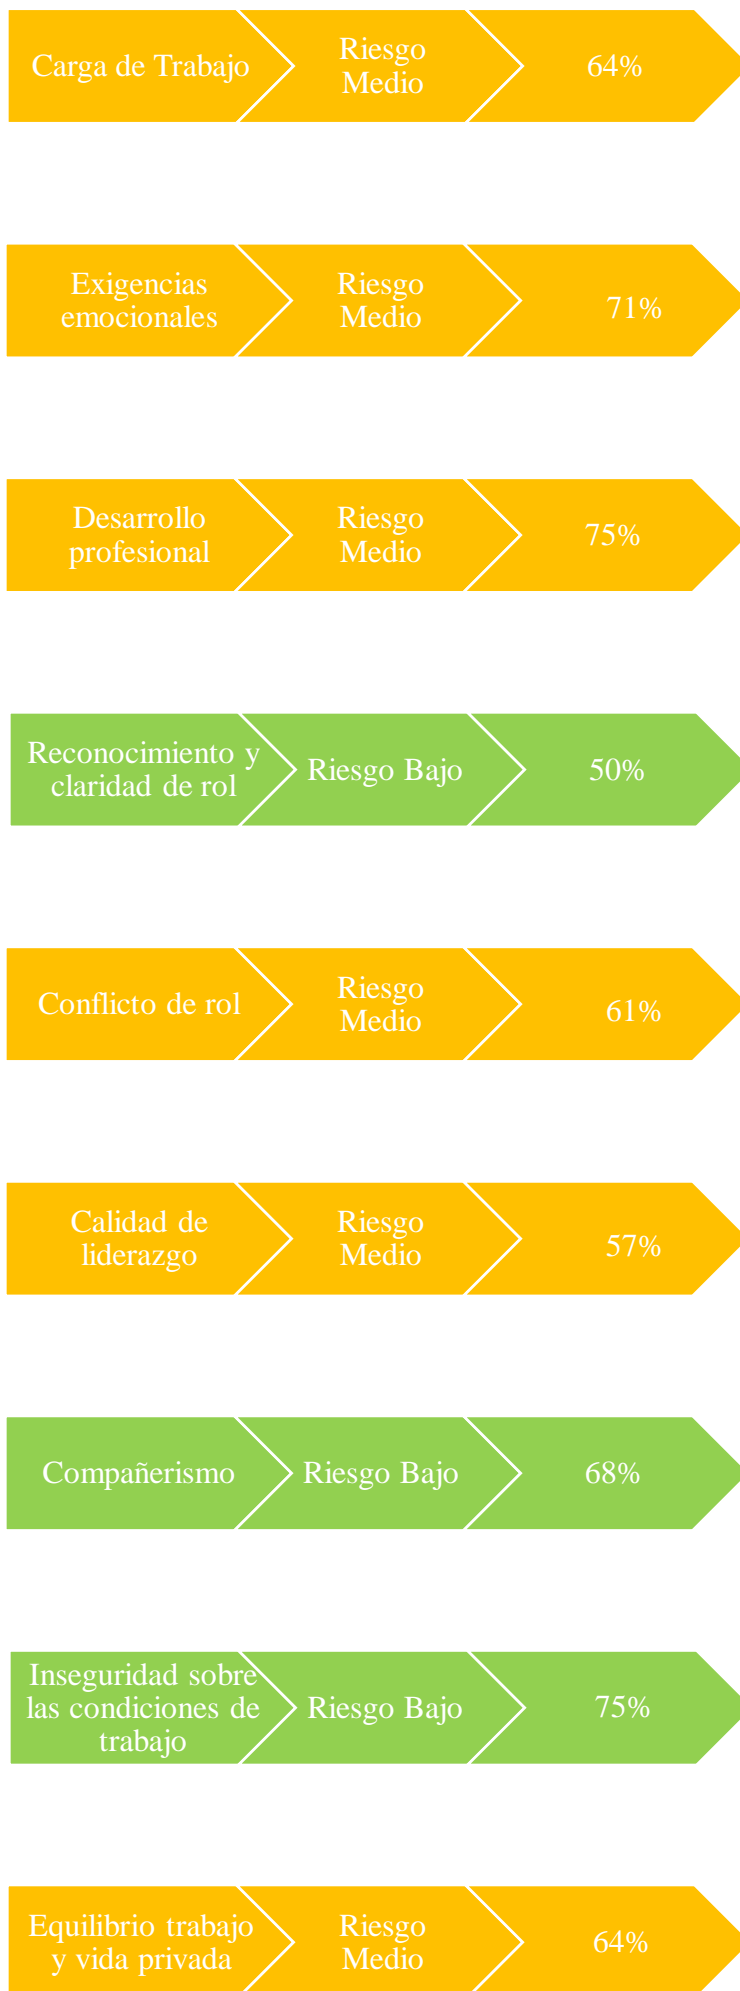 Carga de Trabajo
Riesgo
Medio
64%
Exigencias
emocionales
Riesgo
Medio
71%
Desarrollo
profesional
Riesgo
Medio
75%
Reconocimiento y
claridad de rol
Riesgo Bajo
50%
Conflicto de rol
Riesgo
Medio
61%
Calidad de
liderazgo
Riesgo
Medio
57%
Compañerismo
Riesgo Bajo
68%
Inseguridad sobre
las condiciones de
trabajo
Riesgo Bajo
75%
Equilibrio trabajo
y vida privada
Riesgo
Medio
64%